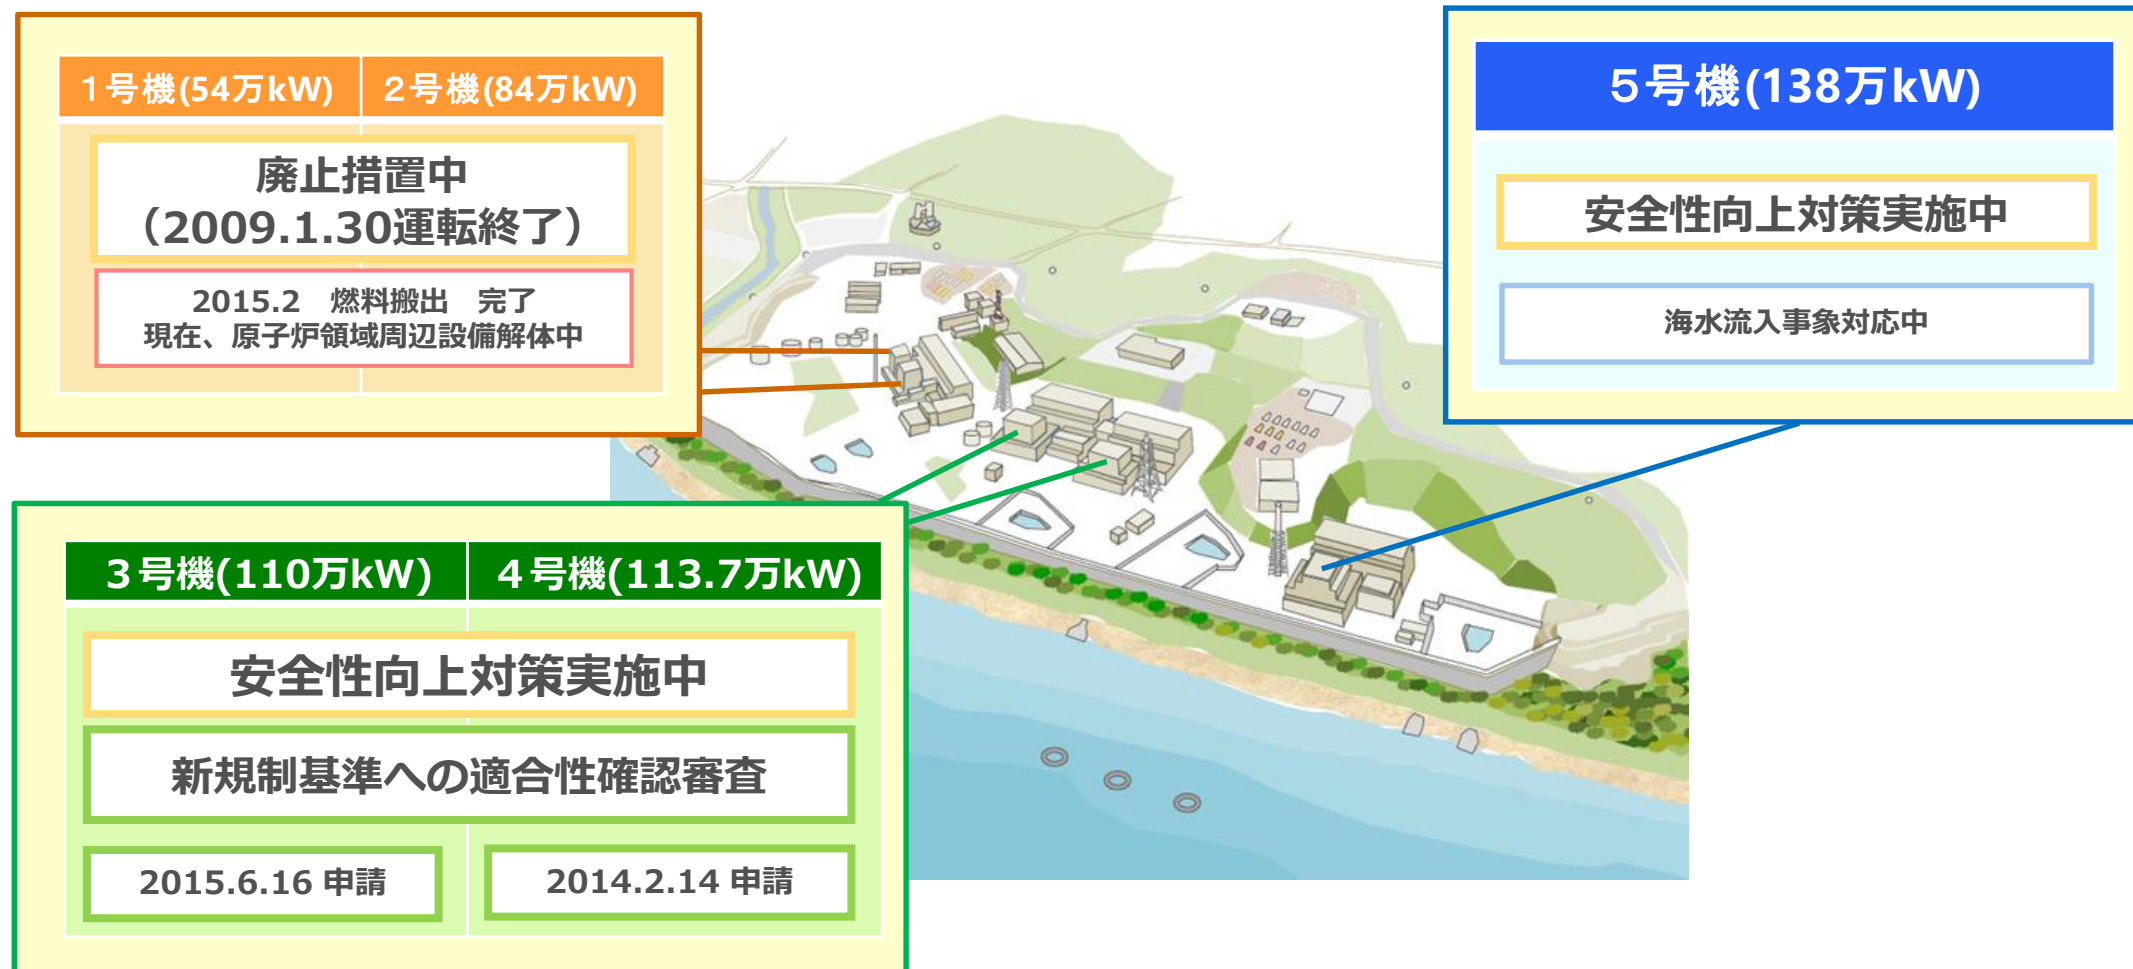 １号機(54万kW)
２号機(84万kW)
廃止措置中
（2009.1.30運転終了）
2015.2　燃料搬出　完了
現在、原子炉領域周辺設備解体中
５号機(138万kW)
安全性向上対策実施中
海水流入事象対応中
３号機(110万kW)
４号機(113.7万kW)
安全性向上対策実施中
新規制基準への適合性確認審査
2015.6.16 申請
2014.2.14 申請